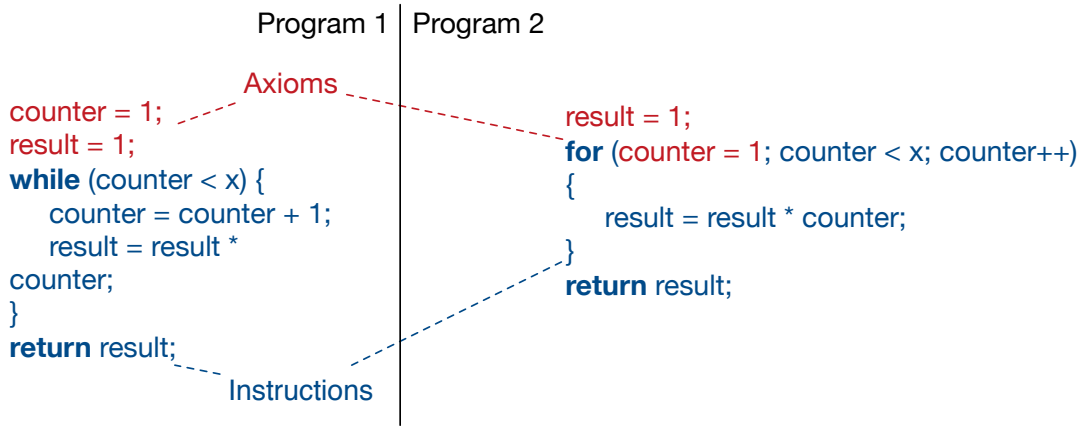 Program 1
Program 2
Axioms
counter = 1;
result = 1;
while (counter < x) {
counter = counter + 1;
result = result *
counter;
}
return result;
result = 1;
for (counter = 1; counter < x; counter++)
{
result = result * counter;
}
return result;
Instructions